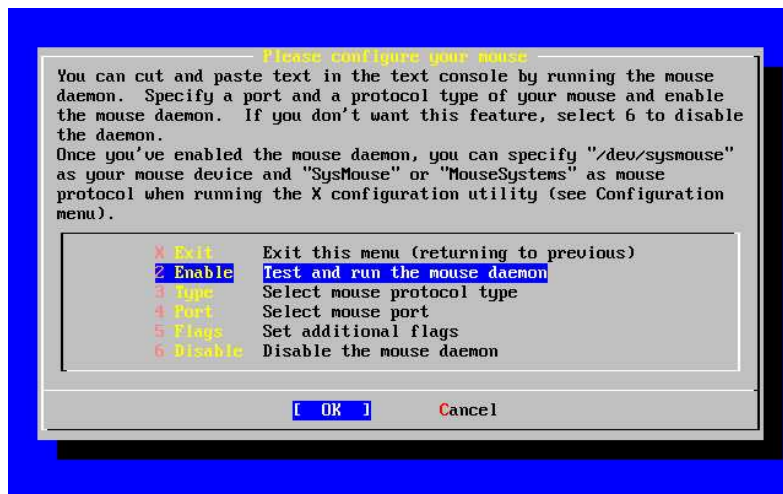 Please configure your mouse
You can cut and paste text in the text console by running the mouse
daemon.  Specify a port and a protocol type of your mouse and enable
the mouse daemon.  If you don't want this feature, select 6 to disable
the daemon.
Once you've enabled the mouse daemon, you can specify "/dev/sysmouse"
as your mouse device and "SysMouse" or "MouseSystems" as mouse
protocol when running the X configuration utility (see Configuration
menu).
X Exit Exit this menu (returning to previous)
2 Enable Test and run the mouse daemon
3 Type Select mouse protocol type
4 Port Select mouse port
5 Flags Set additional flags
6 Disable Disable the mouse daemon
[ OK ] Cancel